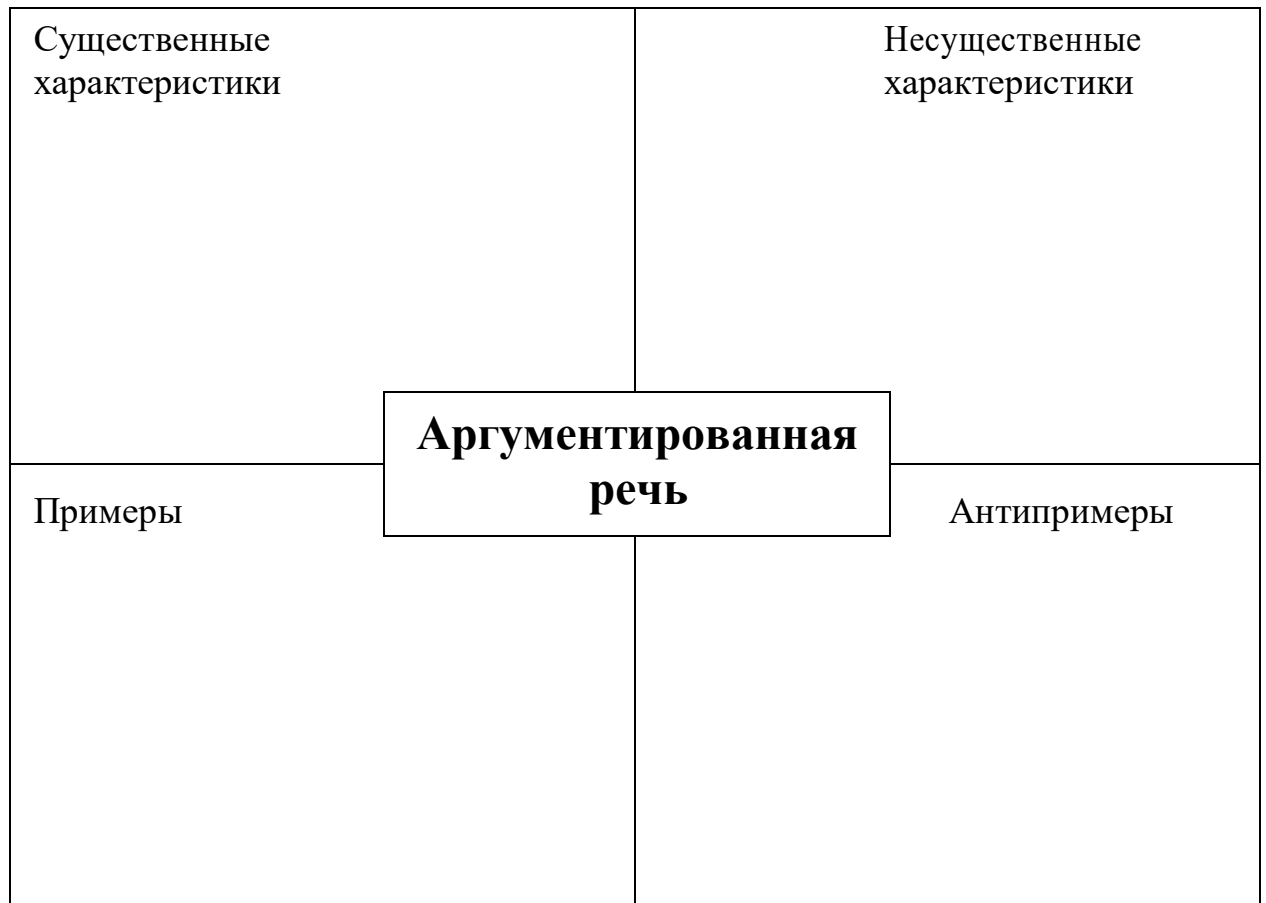 Существенные
характеристики
Несущественные
характеристики
Аргументированная
речь
Примеры
Антипримеры